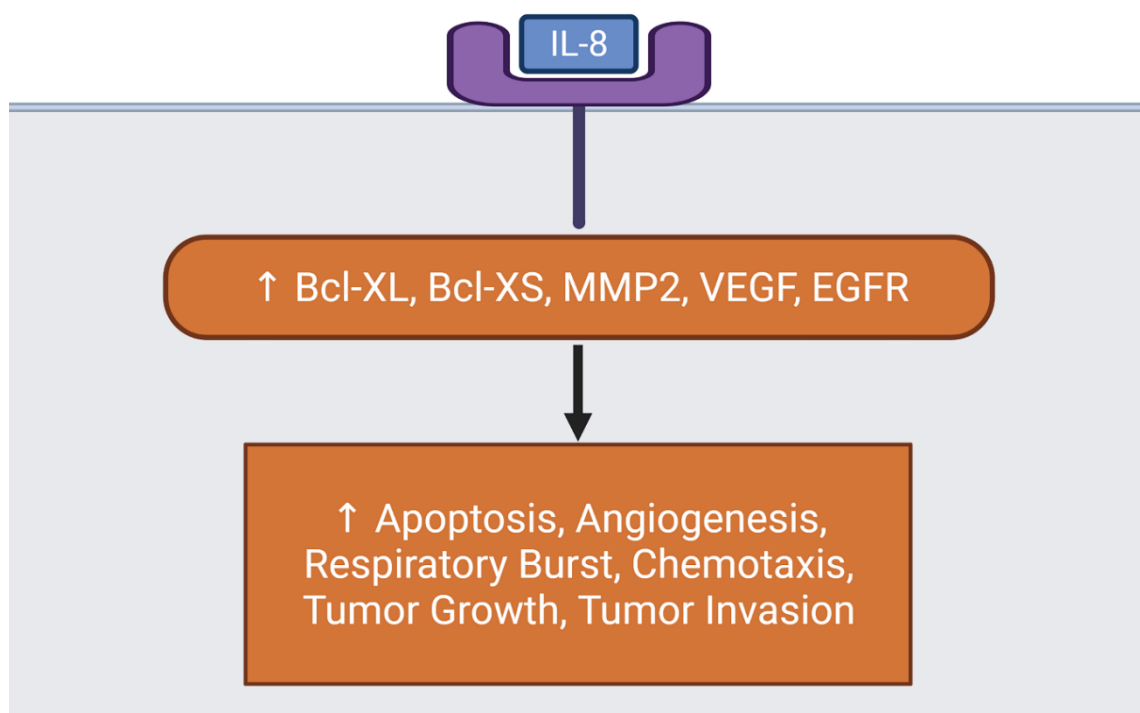 IL-8
↑ Bcl-XL, Bcl-XS, MMP2, VEGF, EGFR
↑ Apoptosis, Angiogenesis,
Respiratory Burst, Chemotaxis,
Tumor Growth, Tumor Invasion